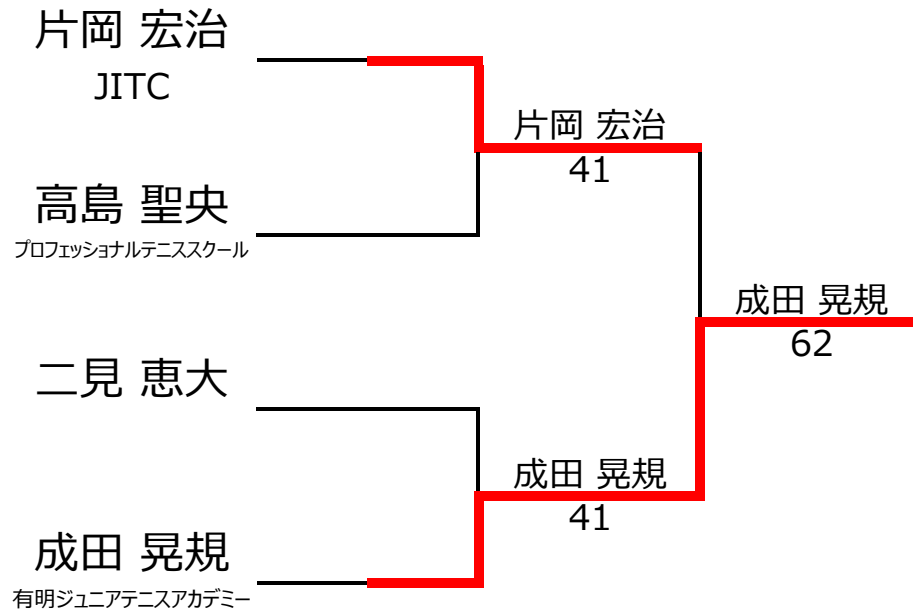 片岡 宏治
JITC
片岡 宏治
41
高島 聖央
プロフェッショナルテニススクール
成田 晃規
62
二見 恵大
成田 晃規
41
成田 晃規
有明ジュニアテニスアカデミー